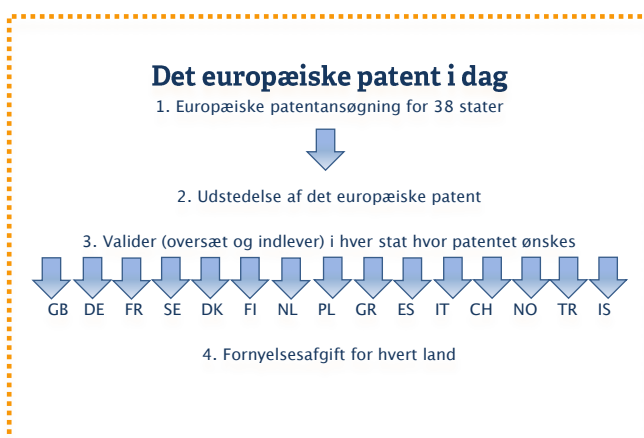 Det europæiske patent i dag
1. Europæiske patentansøgning for 38 stater
2. Udstedelse af det europæiske patent
3. Valider (oversæt og indlever) i hver stat hvor patentet ønskes
GB DE FR SE DK FI NL PL GR ES IT CH NO TR IS
4. Fornyelsesafgift for hvert land